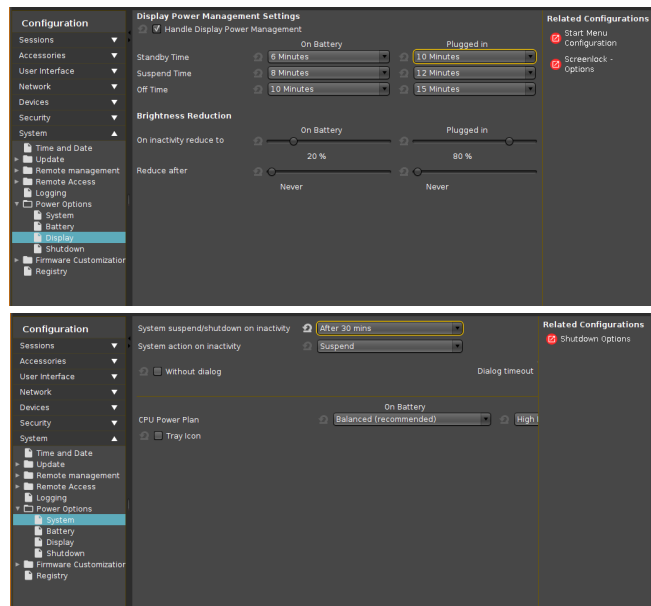 Configuration
Sessions
Accessories
User Interface
Network
Devices
Security
System
Time and Date
Update
Remote management
Remote Access
Logging
Power Options
System
Battery
Display
Shutdown
Firmware Customization
Registry
Display Power Management Settings
Handle Display Power Management
On Battery Plugged in
Standby Time 6 Minutes 10 Minutes
Suspend Time 8 Minutes 12 Minutes
Off Time 10 Minutes 15 Minutes
Brightness Reduction
On Battery Plugged in
On inactivity reduce to
20 % 80 %
Reduce after
Never Never
Related Configurations
Start Menu
Configuration
Screenlock -
Options
Configuration
Sessions
Accessories
User Interface
Network
Devices
Security
System
Time and Date
Update
Remote management
Remote Access
Logging
Power Options
System
Battery
Display
Shutdown
Firmware Customization
Registry
System suspend/shutdown on inactivity After 30 mins
System action on inactivity Suspend
Without dialog Dialog timeout
On Battery
CPU Power Plan Balanced (recommended) High
Tray Icon
Related Configurations
Shutdown Options